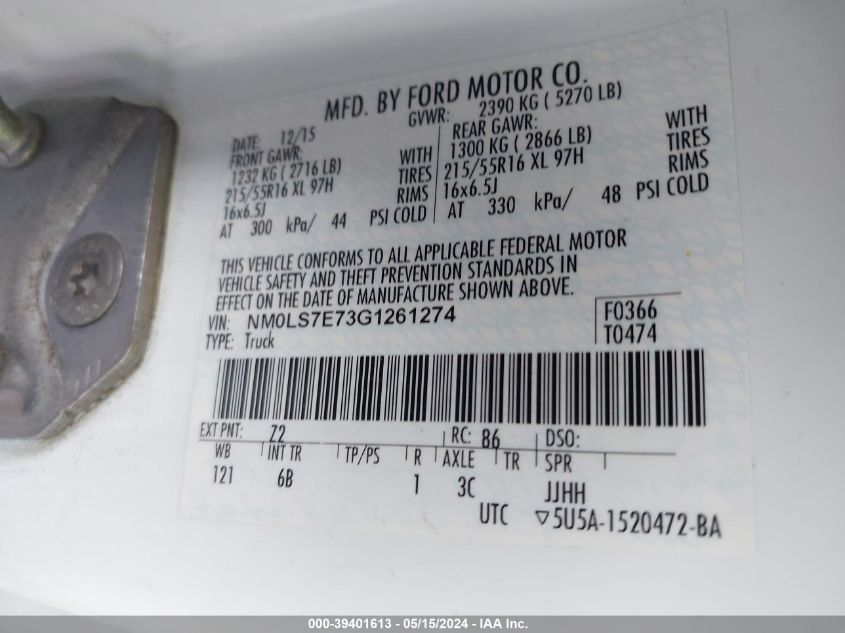 MFD. BY FORD MOTOR CO.
DATE: 12/15 GVWR: 2390 KG ( 5270 LB)
FRONT GAWR: REAR GAWR:
1232 KG ( 2716 LB) WITH 1300 KG ( 2866 LB) WITH
215/55R16 XL 97H TIRES 215/55R16 XL 97H TIRES
16x6.5J RIMS 16x6.5J RIMS
AT 300 kPa/ 44 PSI COLD AT 330 kPa/ 48 PSI COLD
THIS VEHICLE CONFORMS TO ALL APPLICABLE FEDERAL MOTOR
VEHICLE SAFETY AND THEFT PREVENTION STANDARDS IN
EFFECT ON THE DATE OF MANUFACTURE SHOWN ABOVE.
VIN: NM0LS7E73G1261274 F0366
TYPE: Truck T0474
EXT PNT: Z2 RC: B6 DSO:
WB INT TR TP/PS R AXLE TR SPR
121 6B 1 3C JJHH
UTC ▽5U5A-1520472-BA
000-39401613 - 05/15/2024 - IAA Inc.